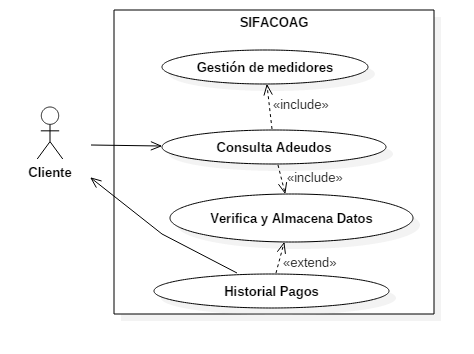 SIFACOAG
Gestión de medidores
«include»
Consulta Adeudos
Cliente
«include»
Verifica y Almacena Datos
«extend»
Historial Pagos